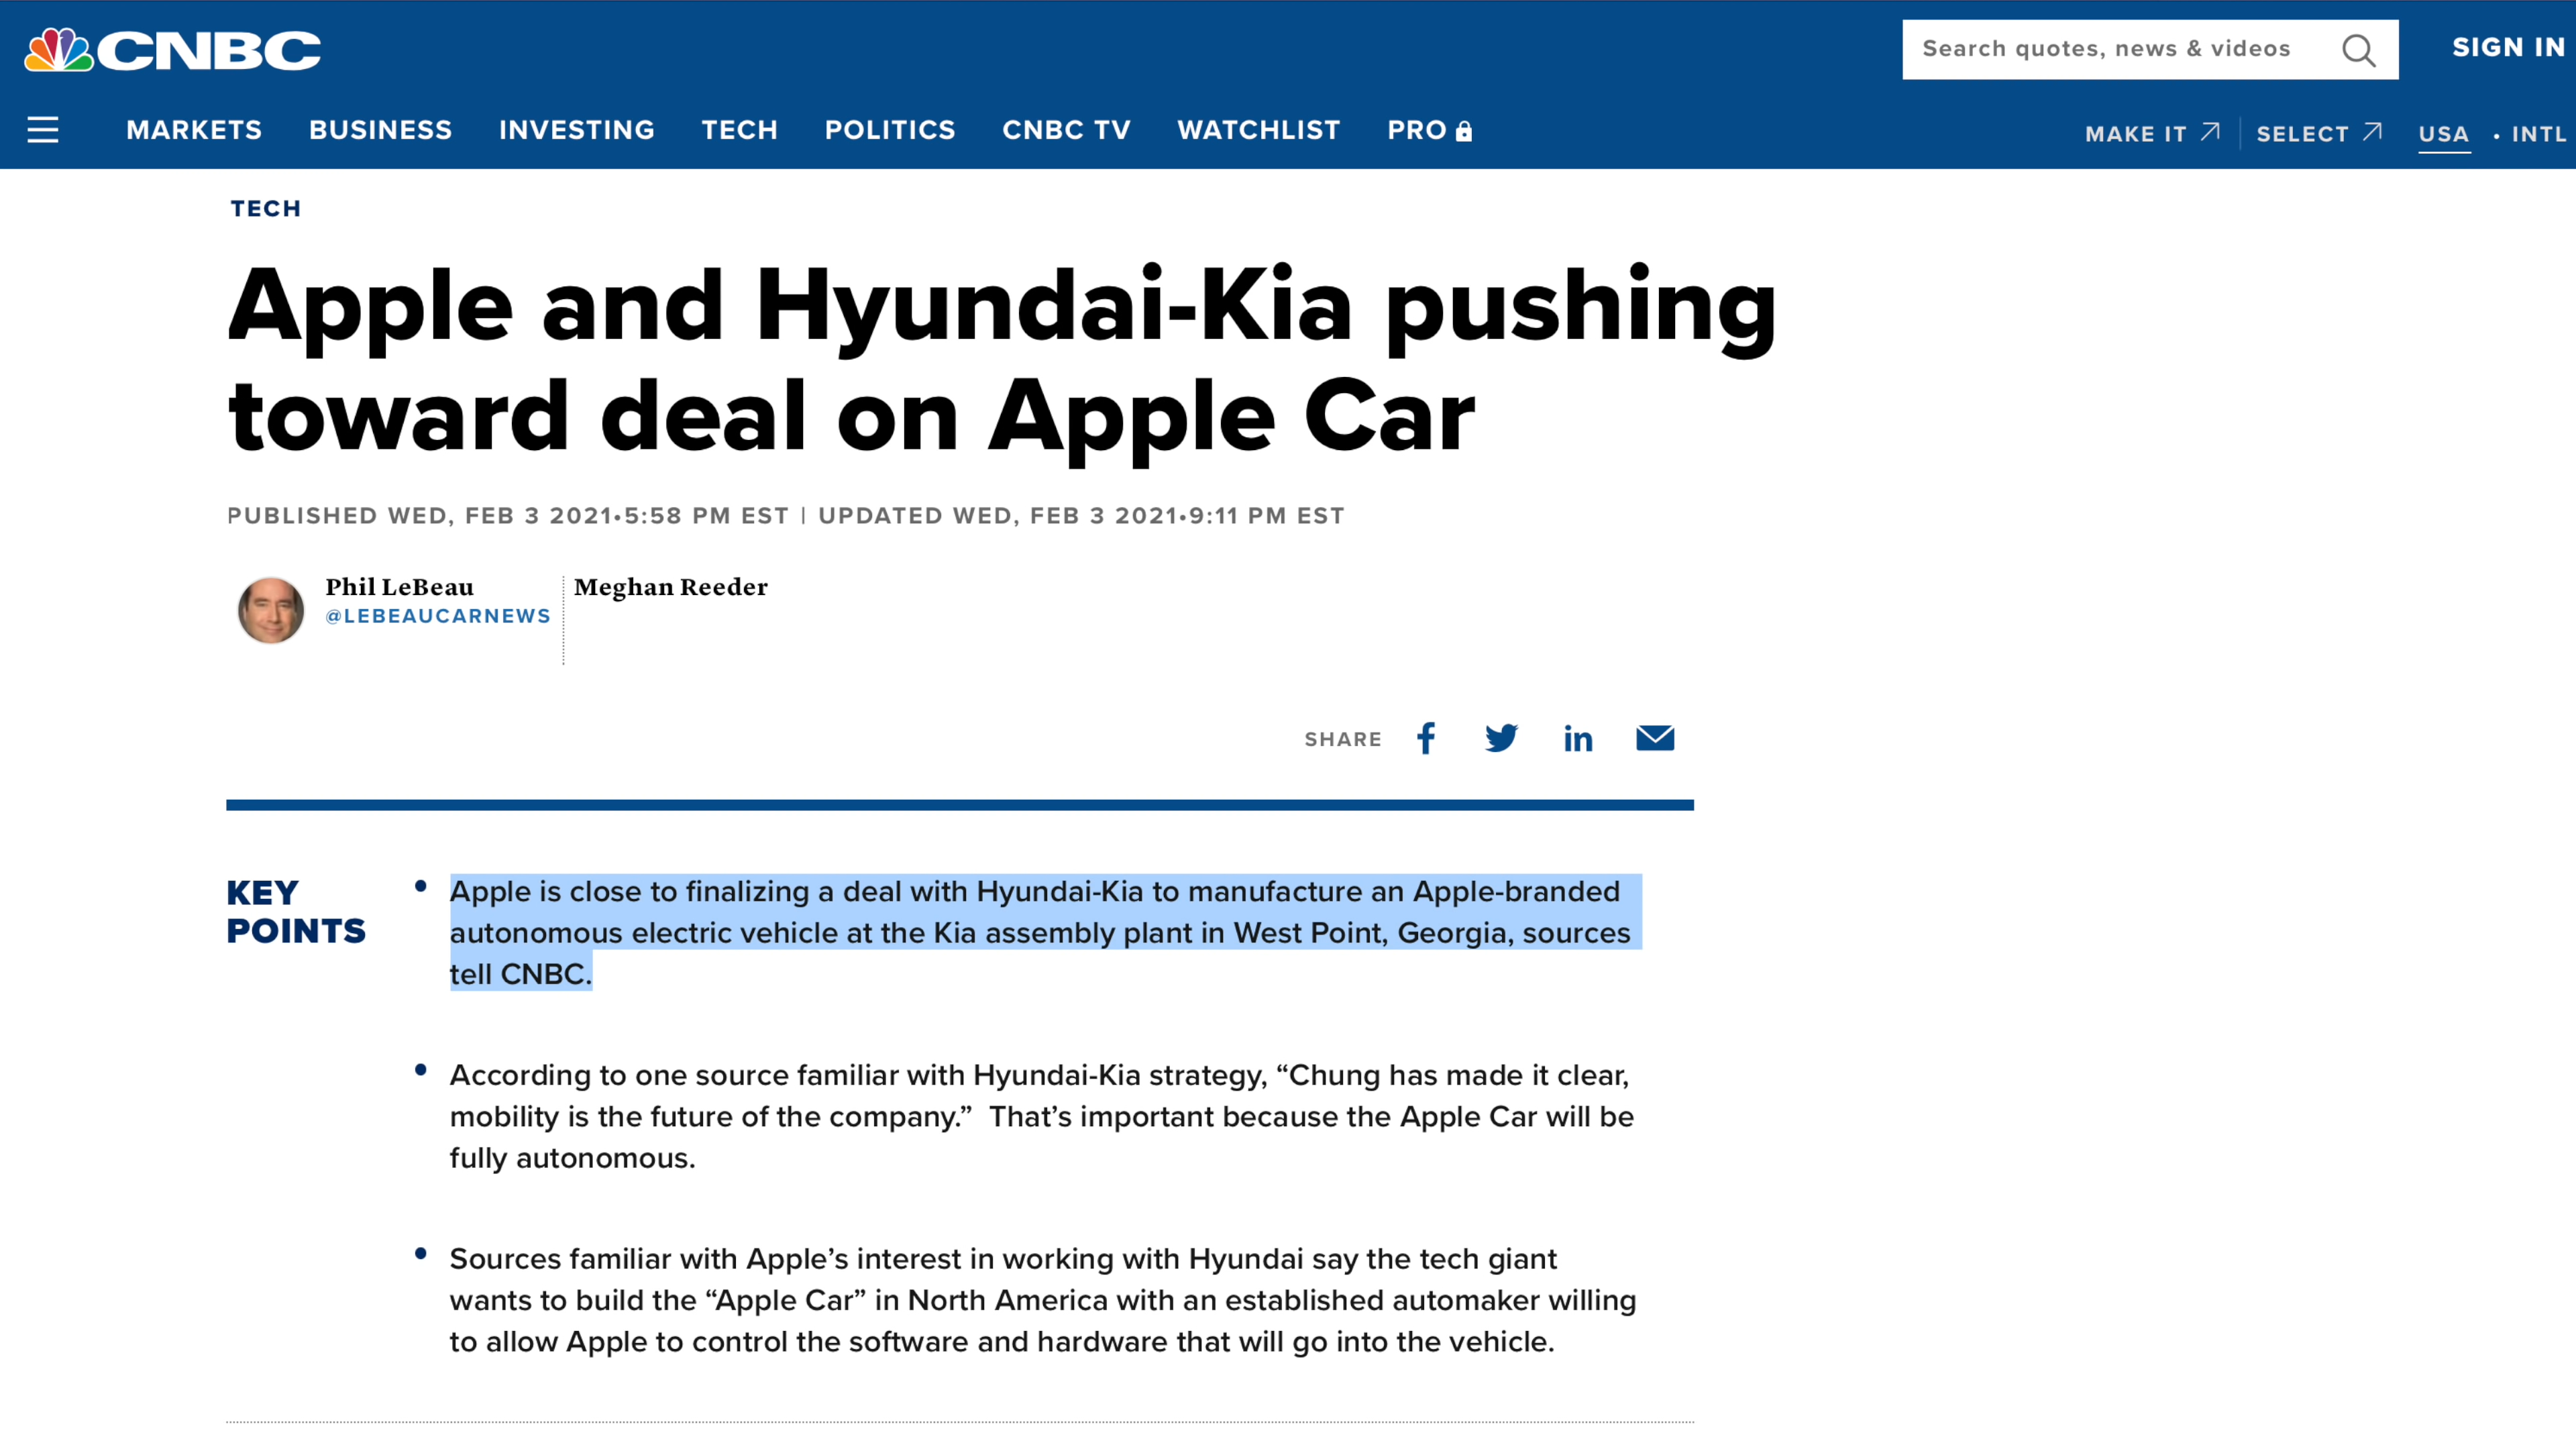 CNBC
Search quotes, news & videos
SIGN IN
MARKETS BUSINESS INVESTING TECH POLITICS CNBC TV WATCHLIST PRO
MAKE IT SELECT USA • INTL
TECH
Apple and Hyundai-Kia pushing
toward deal on Apple Car
PUBLISHED WED, FEB 3 2021•5:58 PM EST | UPDATED WED, FEB 3 2021•9:11 PM EST
Phil LeBeau
@LEBEAUCARNEWS
Meghan Reeder
SHARE
KEY
POINTS
• Apple is close to finalizing a deal with Hyundai-Kia to manufacture an Apple-branded
autonomous electric vehicle at the Kia assembly plant in West Point, Georgia, sources
tell CNBC.
• According to one source familiar with Hyundai-Kia strategy, “Chung has made it clear,
mobility is the future of the company.”  That’s important because the Apple Car will be
fully autonomous.
• Sources familiar with Apple’s interest in working with Hyundai say the tech giant
wants to build the “Apple Car” in North America with an established automaker willing
to allow Apple to control the software and hardware that will go into the vehicle.